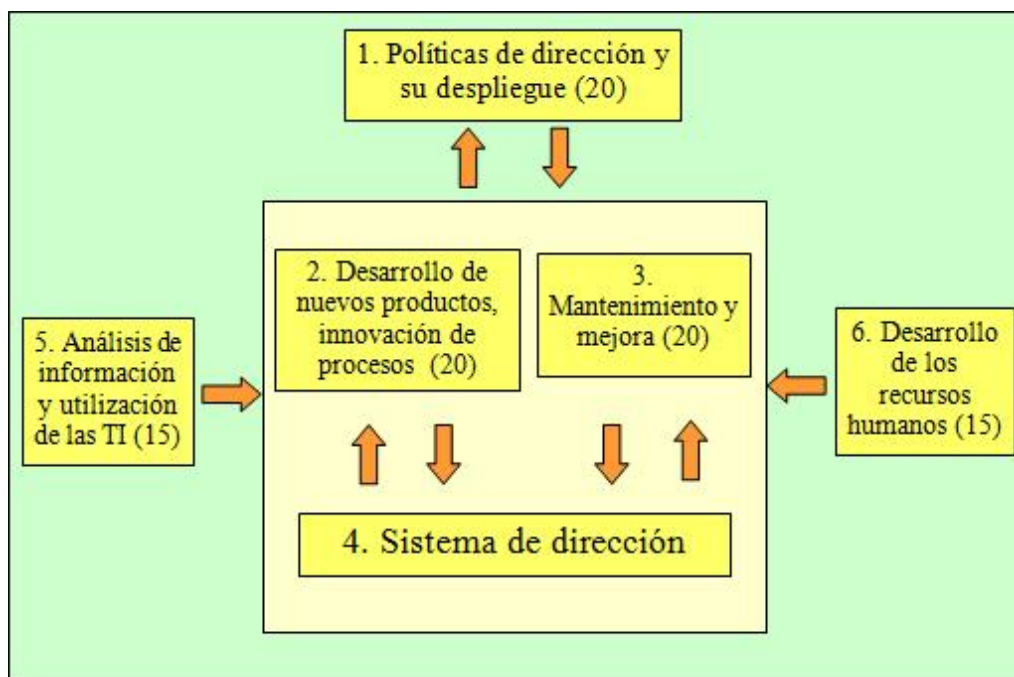 1. Políticas de dirección y
su despliegue (20)
2. Desarrollo de
nuevos productos,
innovación de
procesos (20)
3.
Mantenimiento y
mejora (20)
5. Análisis de
información
y utilización
de las TI (15)
6. Desarrollo
de los
recursos
humanos (15)
4. Sistema de dirección